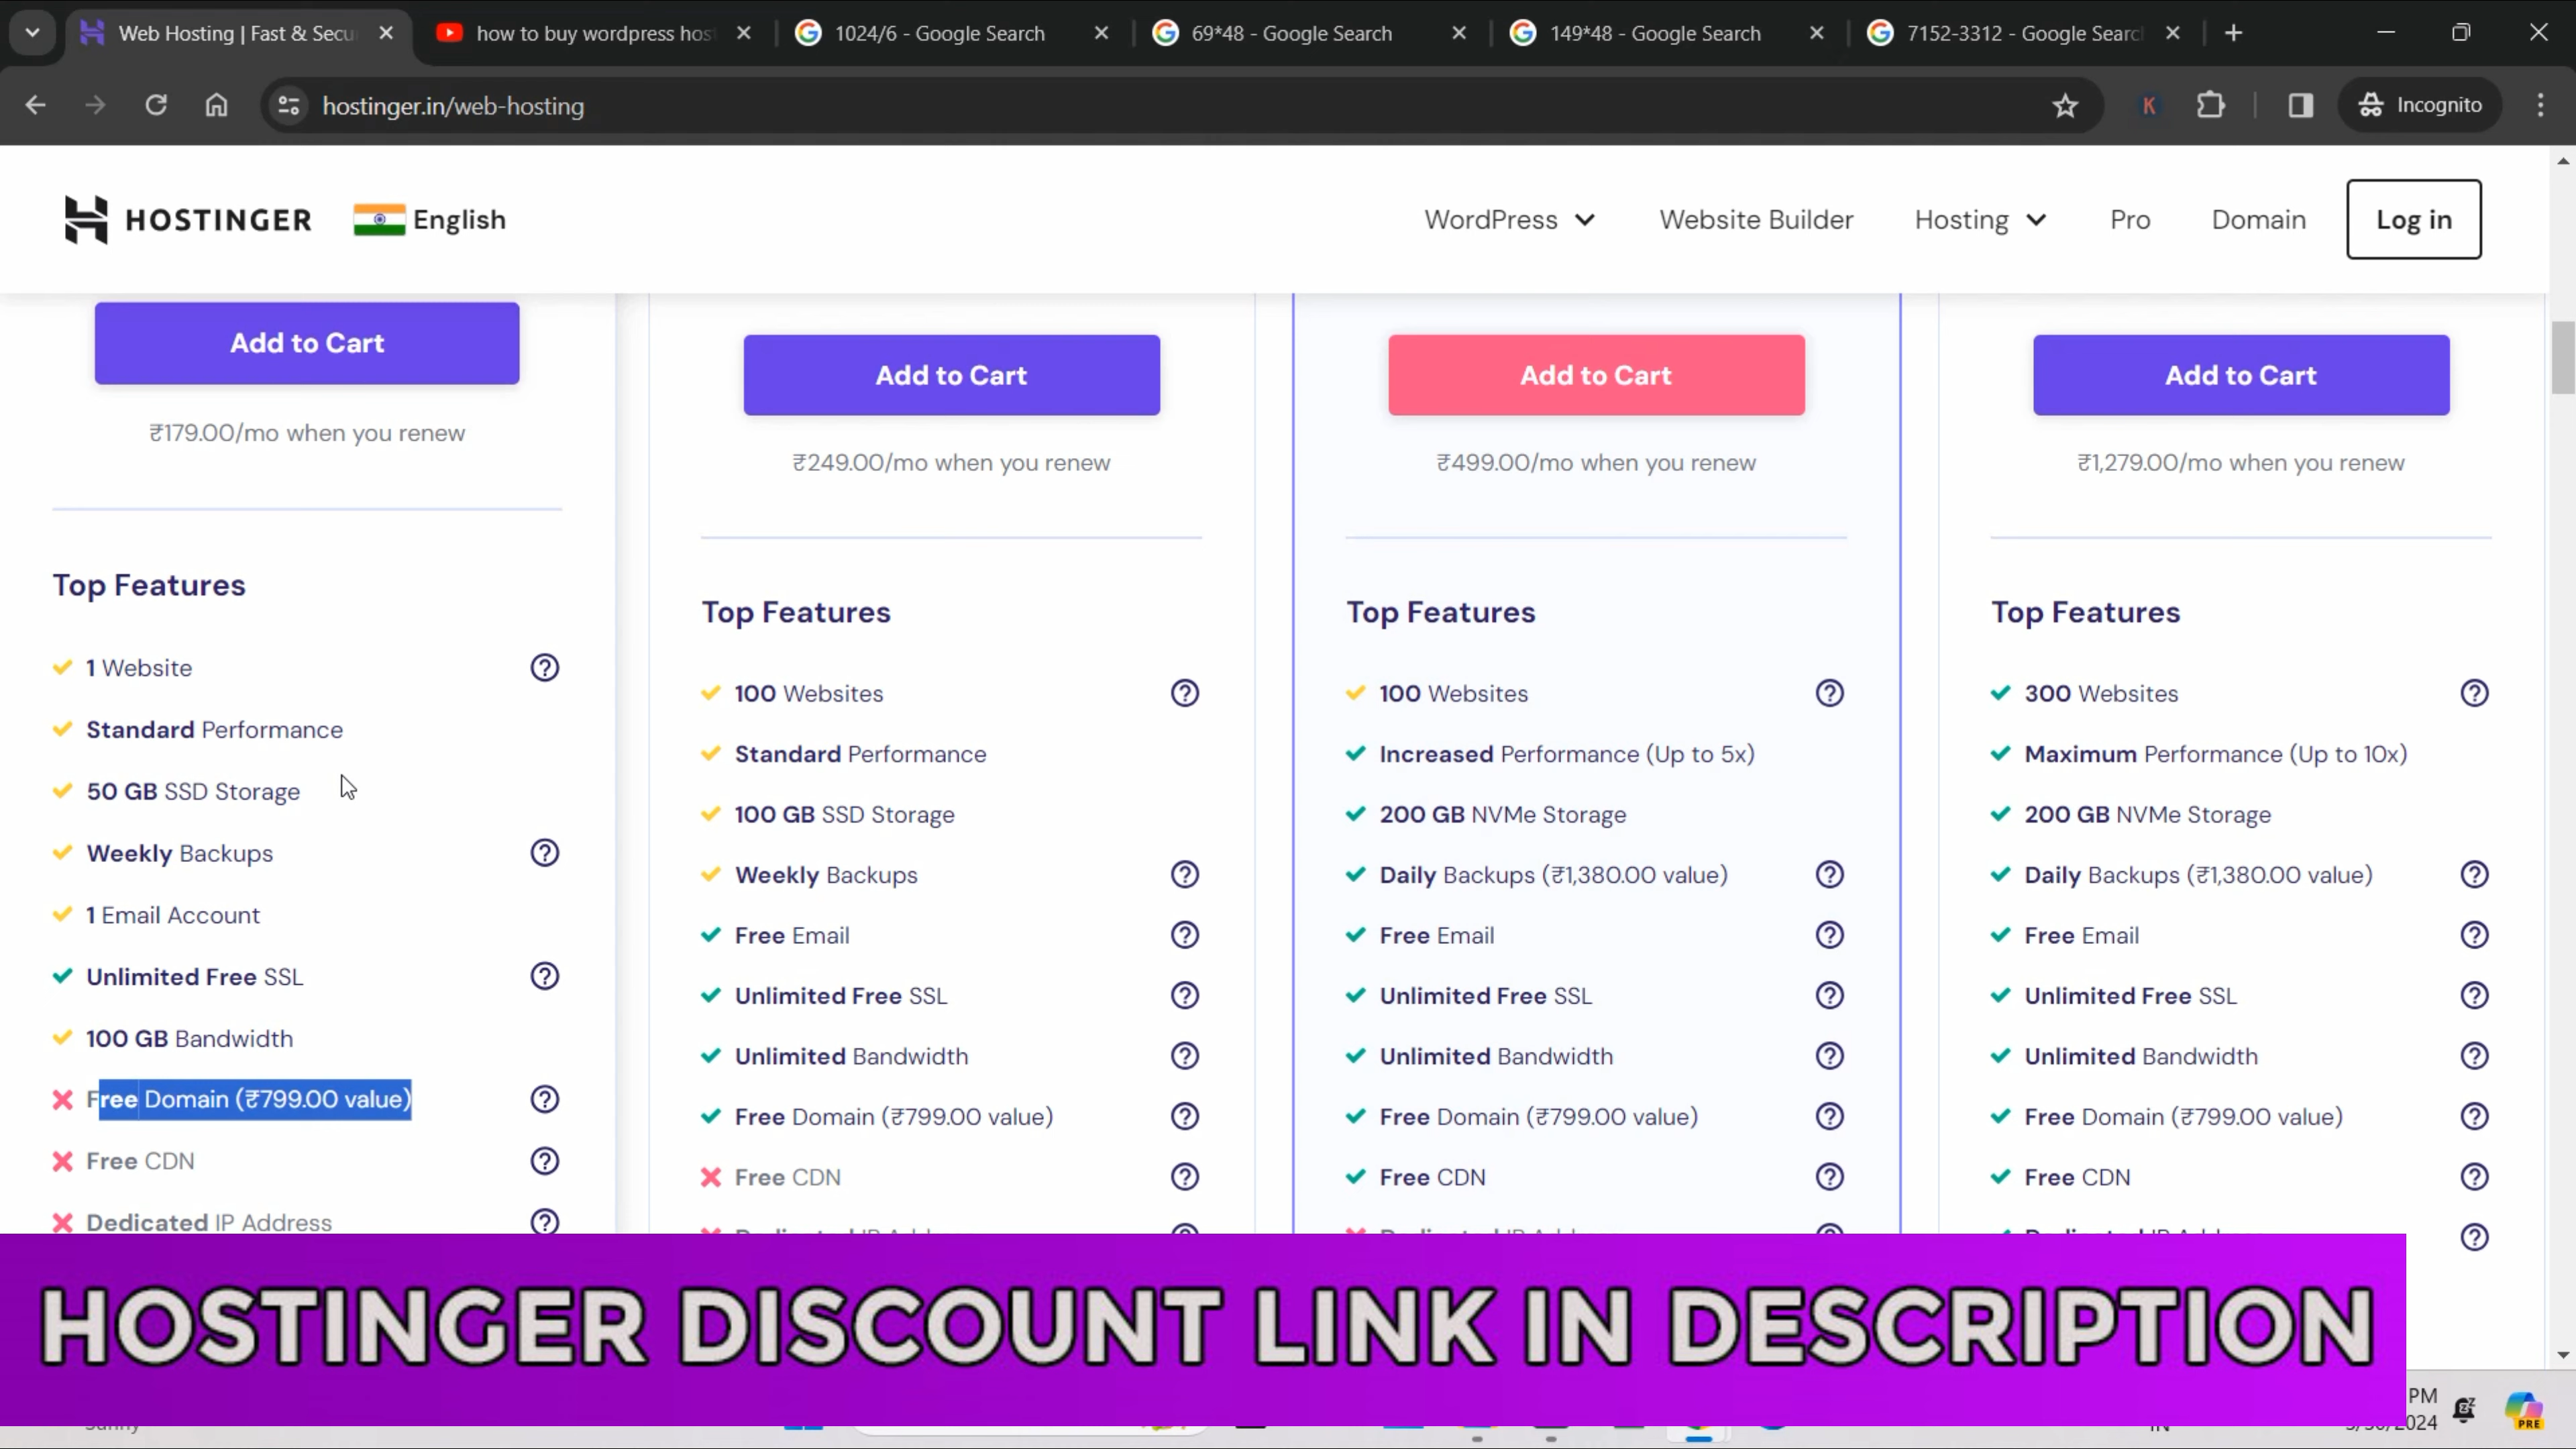 Web Hosting | Fast & Secu
how to buy wordpress hos
1024/6 - Google Search
69*48 - Google Search
149*48 - Google Search
7152-3312 - Google Searc
hostinger.in/web-hosting
K
Incognito
HOSTINGER
English
WordPress
Website Builder
Hosting
Pro
Domain
Log in
Add to Cart
₹179.00/mo when you renew
Top Features
1 Website
Standard Performance
50 GB SSD Storage
Weekly Backups
1 Email Account
Unlimited Free SSL
100 GB Bandwidth
Free Domain (₹799.00 value)
Free CDN
Dedicated IP Address
Add to Cart
₹249.00/mo when you renew
Top Features
100 Websites
Standard Performance
100 GB SSD Storage
Weekly Backups
Free Email
Unlimited Free SSL
Unlimited Bandwidth
Free Domain (₹799.00 value)
Free CDN
Add to Cart
₹499.00/mo when you renew
Top Features
100 Websites
Increased Performance (Up to 5x)
200 GB NVMe Storage
Daily Backups (₹1,380.00 value)
Free Email
Unlimited Free SSL
Unlimited Bandwidth
Free Domain (₹799.00 value)
Free CDN
Add to Cart
₹1,279.00/mo when you renew
Top Features
300 Websites
Maximum Performance (Up to 10x)
200 GB NVMe Storage
Daily Backups (₹1,380.00 value)
Free Email
Unlimited Free SSL
Unlimited Bandwidth
Free Domain (₹799.00 value)
Free CDN
HOSTINGER DISCOUNT LINK IN DESCRIPTION
PM
2024
PRE